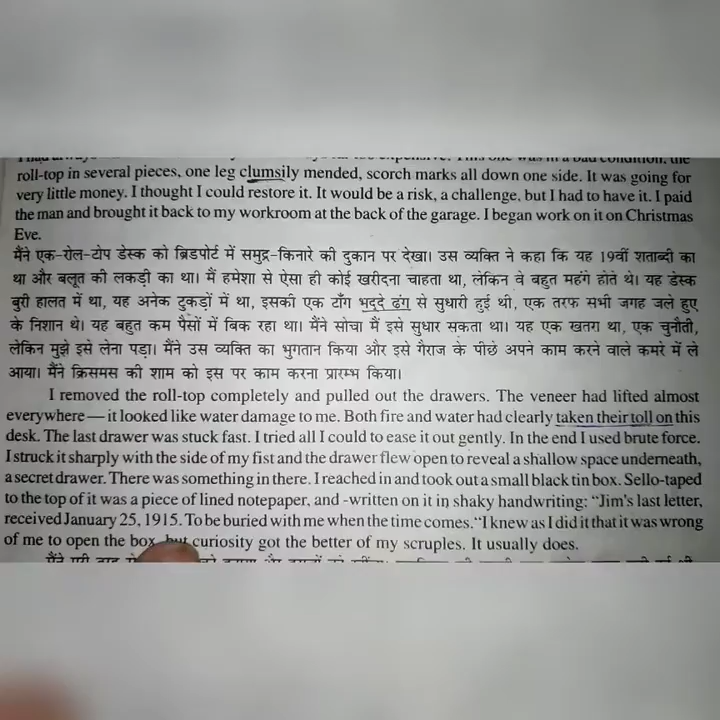 roll-top in several pieces, one leg clumsily mended, scorch marks all down one side. It was going for
very little money. I thought I could restore it. It would be a risk, a challenge, but I had to have it. I paid
the man and brought it back to my workroom at the back of the garage. I began work on it on Christmas
Eve.
मैंने एक-रोल-टोप डेस्क को ब्रिडपोर्ट में समुद्र-किनारे की दुकान पर देखा। उस व्यक्ति ने कहा कि यह 19वीं शताब्दी का
था और बलूत की लकड़ी का था। मैं हमेशा से ऐसा ही कोई खरीदना चाहता था, लेकिन वे बहुत महंगे होते थे। यह डेस्क
बुरी हालत में था, यह अनेक टुकड़ों में था, इसकी एक टाँग भद्दे ढंग से सुधारी हुई थी, एक तरफ सभी जगह जले हुए
के निशान थे। यह बहुत कम पैसों में बिक रहा था। मैंने सोचा मैं इसे सुधार सकता था। यह एक खतरा था, एक चुनौती,
लेकिन मुझे इसे लेना पड़ा। मैंने उस व्यक्ति का भुगतान किया और इसे गैराज के पीछे अपने काम करने वाले कमरे में ले
आया। मैंने क्रिसमस की शाम को इस पर काम करना प्रारम्भ किया।
I removed the roll-top completely and pulled out the drawers. The veneer had lifted almost
everywhere — it looked like water damage to me. Both fire and water had clearly taken their toll on this
desk. The last drawer was stuck fast. I tried all I could to ease it out gently. In the end I used brute force.
I struck it sharply with the side of my fist and the drawer flew open to reveal a shallow space underneath,
a secret drawer. There was something in there. I reached in and took out a small black tin box. Sello-taped
to the top of it was a piece of lined notepaper, and -written on it in shaky handwriting: “Jim's last letter,
received January 25, 1915. To be buried with me when the time comes.“I knew as I did it that it was wrong
of me to open the box, but curiosity got the better of my scruples. It usually does.